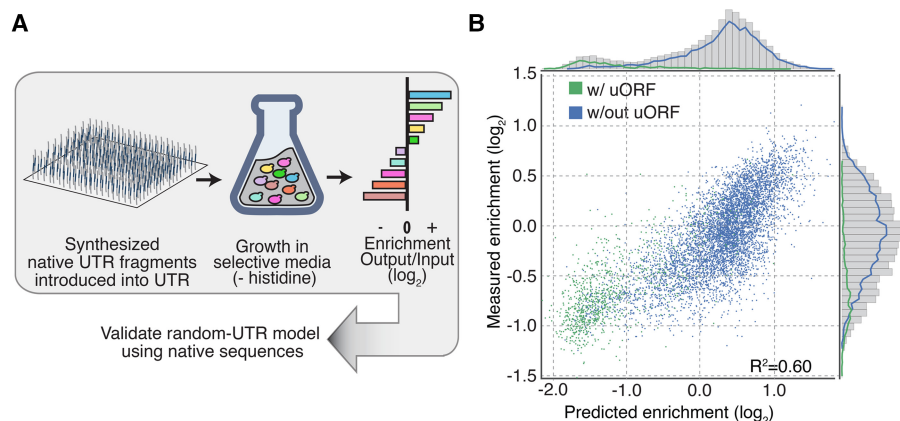 A
Synthesized
native UTR fragments
introduced into UTR
Growth in
selective media
(- histidine)
- 0 +
Enrichment
Output/Input
(log2)
Validate random-UTR model
using native sequences
B
w/ uORF
w/out uORF
Measured enrichment (log2)
1.5
1.0
0.5
0.0
-0.5
-1.0
-1.5
R2=0.60
-2.0 -1.0 0.0 1.0
Predicted enrichment (log2)